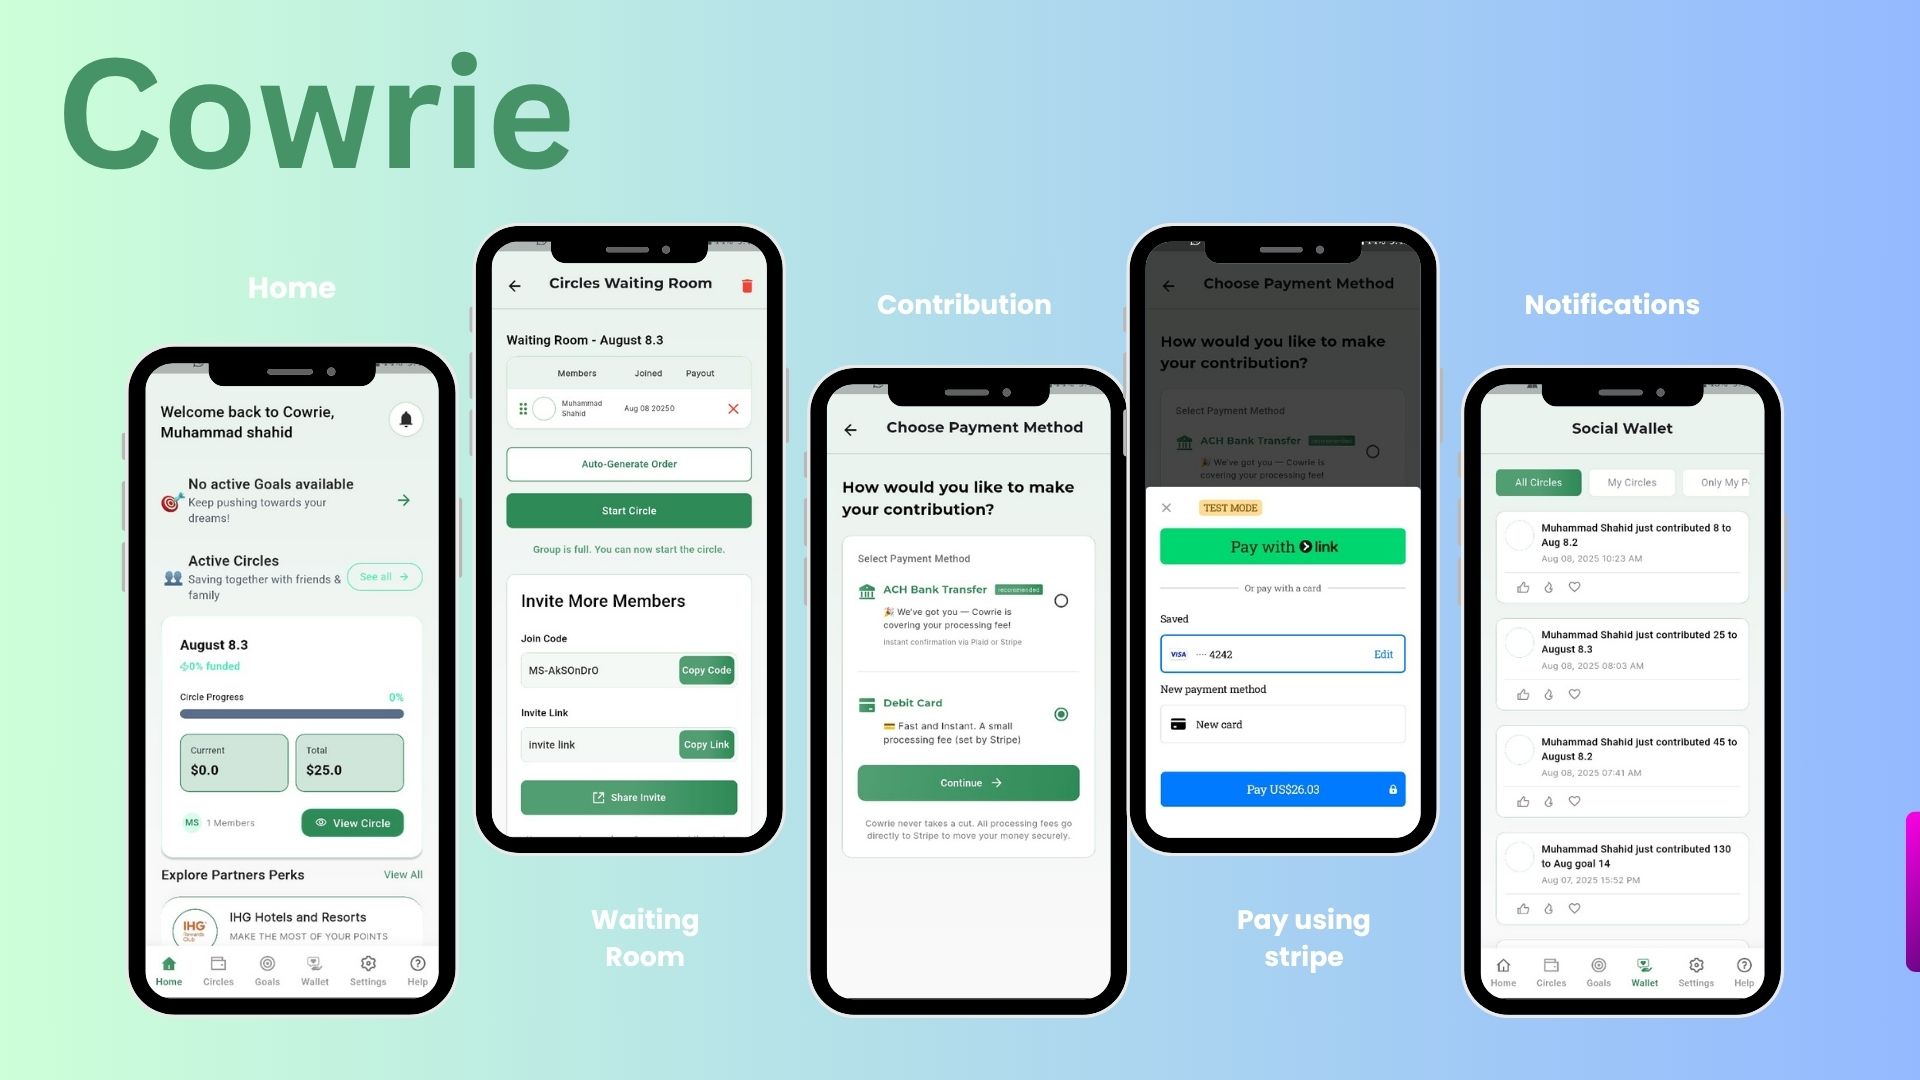 Cowrie
Home
Welcome back to Cowrie,
Muhammad shahid
No active Goals available
Keep pushing towards your
dreams!
Active Circles
Saving together with friends &
family
See all
August 8.3
0% funded
Circle Progress
0%
Currrent
$0.0
Total
$25.0
MS
1 Members
View Circle
Explore Partners Perks
View All
IHG
Rewards
Club
IHG Hotels and Resorts
MAKE THE MOST OF YOUR POINTS
Home
Circles
Goals
Wallet
Settings
Help
Circles Waiting Room
Waiting Room - August 8.3
Members
Joined
Payout
Muhammad
Shahid
Aug 08 20250
Auto-Generate Order
Start Circle
Group is full. You can now start the circle.
Invite More Members
Join Code
MS-AkSOnDrO
Copy Code
Invite Link
invite link
Copy Link
Share Invite
Waiting
Room
Contribution
Choose Payment Method
How would you like to make
your contribution?
Select Payment Method
ACH Bank Transfer
recommended
We've got you — Cowrie is
covering your processing fee!
Instant confirmation via Plaid or Stripe
Debit Card
Fast and Instant. A small
processing fee (set by Stripe)
Continue
Cowrie never takes a cut. All processing fees go
directly to Stripe to move your money securely.
Choose Payment Method
How would you like to make
your contribution?
Select Payment Method
ACH Bank Transfer
recommended
We've got you — Cowrie is
covering your processing fee!
TEST MODE
Pay with link
Or pay with a card
Saved
VISA
···· 4242
Edit
New payment method
New card
Pay US$26.03
Pay using
stripe
Notifications
Social Wallet
All Circles
My Circles
Only My P
Muhammad Shahid just contributed 8 to
Aug 8.2
Aug 08, 2025 10:23 AM
Muhammad Shahid just contributed 25 to
August 8.3
Aug 08, 2025 08:03 AM
Muhammad Shahid just contributed 45 to
August 8.2
Aug 08, 2025 07:41 AM
Muhammad Shahid just contributed 130
to Aug goal 14
Aug 07, 2025 15:52 PM
Home
Circles
Goals
Wallet
Settings
Help